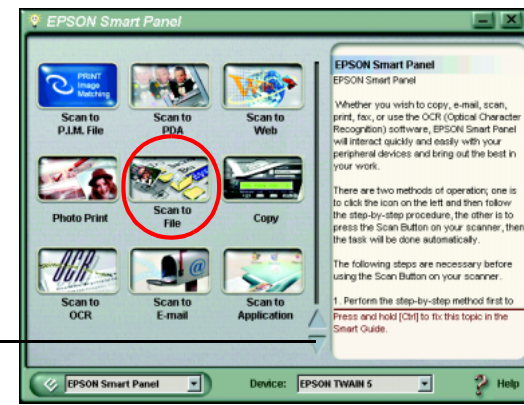 EPSON Smart Panel
PRINT
Image
Matching
Scan to
P.I.M. File
Scan to
PDA
Scan to
Web
Photo Print
Scan to
File
Copy
OCR
Scan to
OCR
Scan to
E-mail
Scan to
Application
EPSON Smart Panel
EPSON Smart Panel
Whether you wish to copy, e-mail, scan,
print, fax, or use the OCR (Optical Character
Recognition) software, EPSON Smart Panel
will interact quickly and easily with your
peripheral devices and bring out the best in
your work.
There are two methods of operation; one is
to click the icon on the left and then follow
the step-by-step procedure, the other is to
press the Scan Button on your scanner, then
the task will be done automatically.
The following steps are necessary before
using the Scan Button on your scanner.
1. Perform the step-by-step method first to
Press and hold [Ctrl] to fix this topic in the
Smart Guide.
EPSON Smart Panel
Device: EPSON TWAIN 5
Help